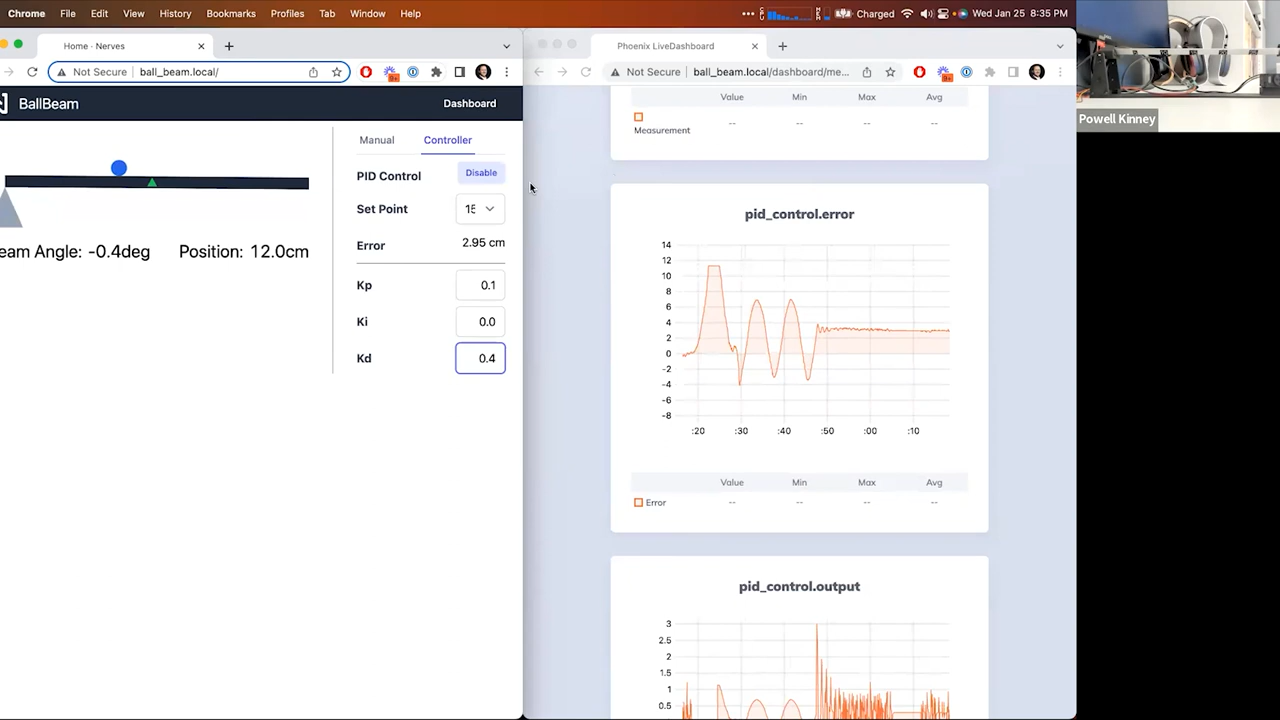 Chrome File Edit View History Bookmarks Profiles Tab Window Help
Charged Wed Jan 25 8:35 PM
Home · Nerves
Phoenix LiveDashboard
Not Secure ball_beam.local/
Not Secure ball_beam.local/dashboard/me...
BallBeam
Dashboard
Manual Controller
PID Control Disable
Set Point 15
Error 2.95 cm
Kp 0.1
Ki 0.0
Kd 0.4
eam Angle: -0.4deg Position: 12.0cm
Value Min Max Avg
Measurement -- -- -- --
pid_control.error
14
12
10
8
6
4
2
0
-2
-4
-6
-8
:20 :30 :40 :50 :00 :10
Value Min Max Avg
Error -- -- -- --
pid_control.output
3
2.5
2
1.5
1
0.5
Powell Kinney